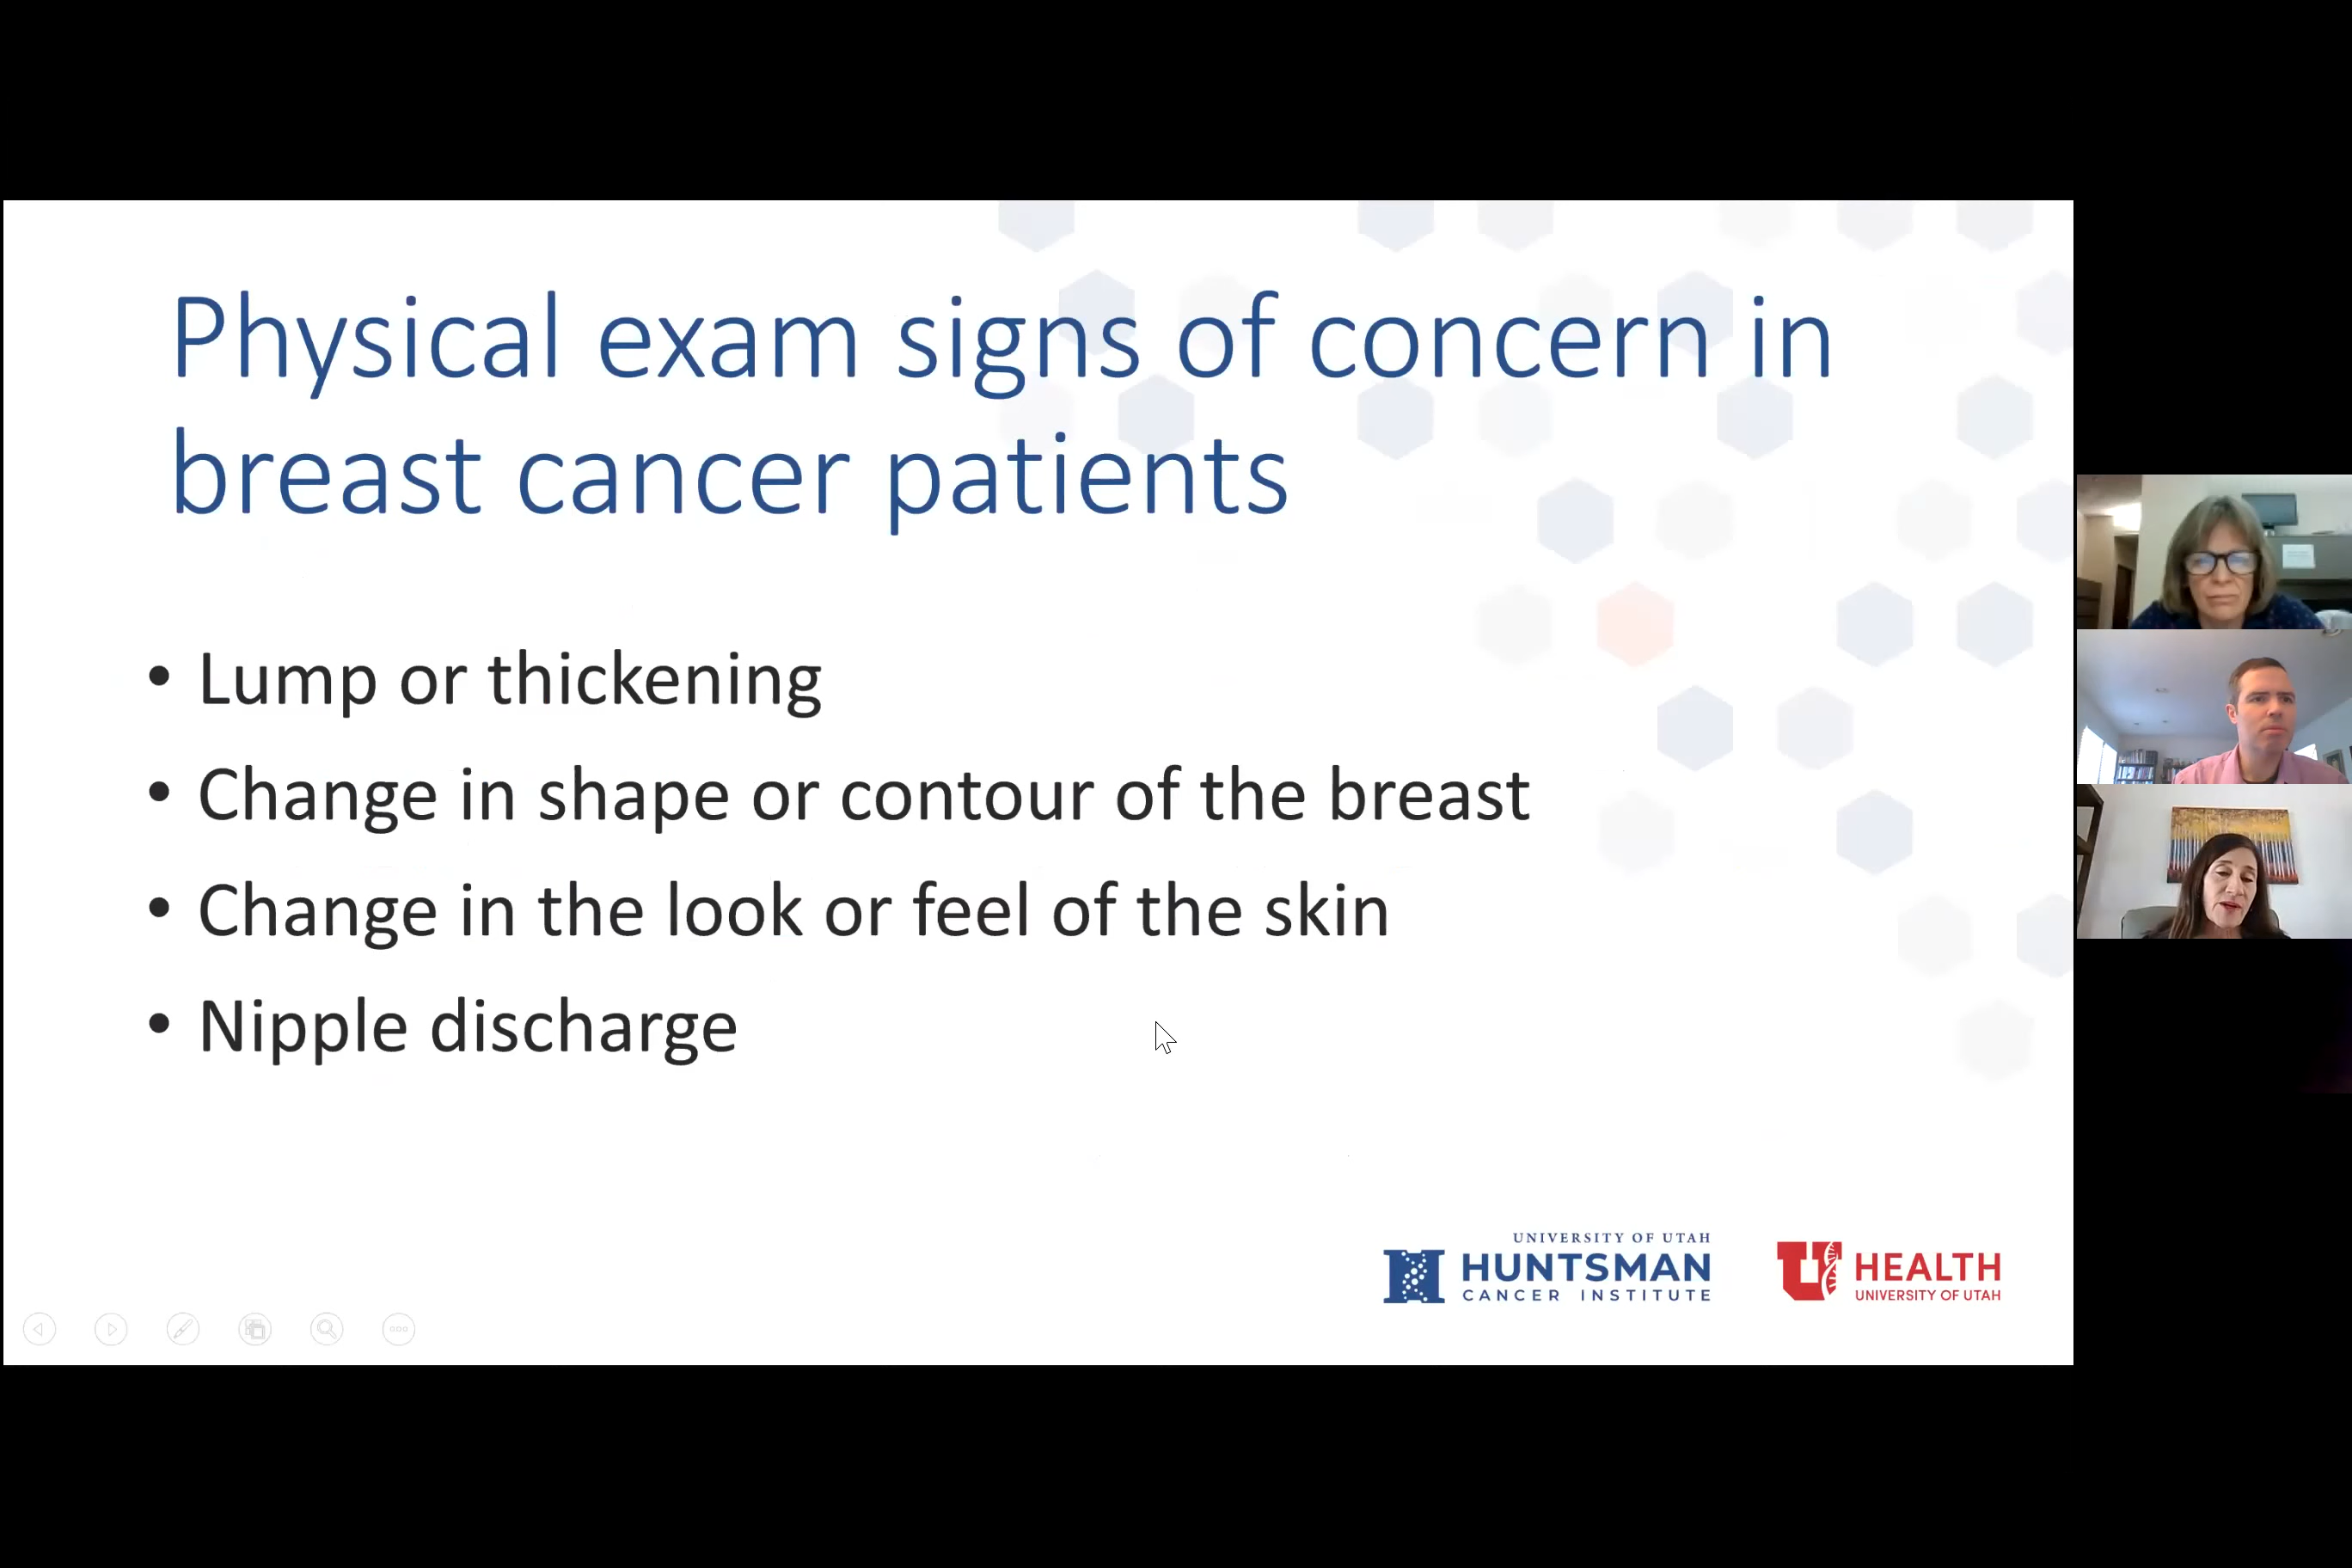 Physical exam signs of concern in
breast cancer patients
• Lump or thickening
• Change in shape or contour of the breast
• Change in the look or feel of the skin
• Nipple discharge
UNIVERSITY OF UTAH
HUNTSMAN
CANCER INSTITUTE
U HEALTH
UNIVERSITY OF UTAH